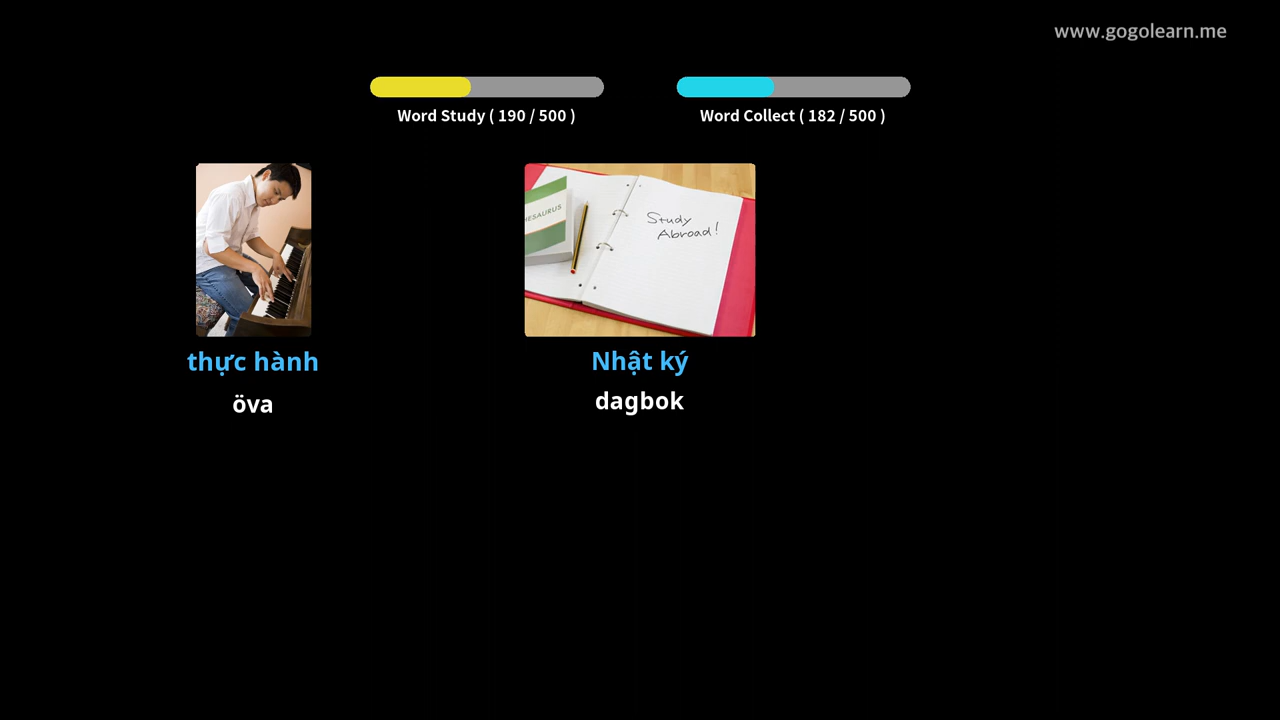 www.gogolearn.me
Word Study ( 190 / 500 )
Word Collect ( 182 / 500 )
HESAURUS
Study
Abroad!
thực hành
Nhật ký
öva
dagbok